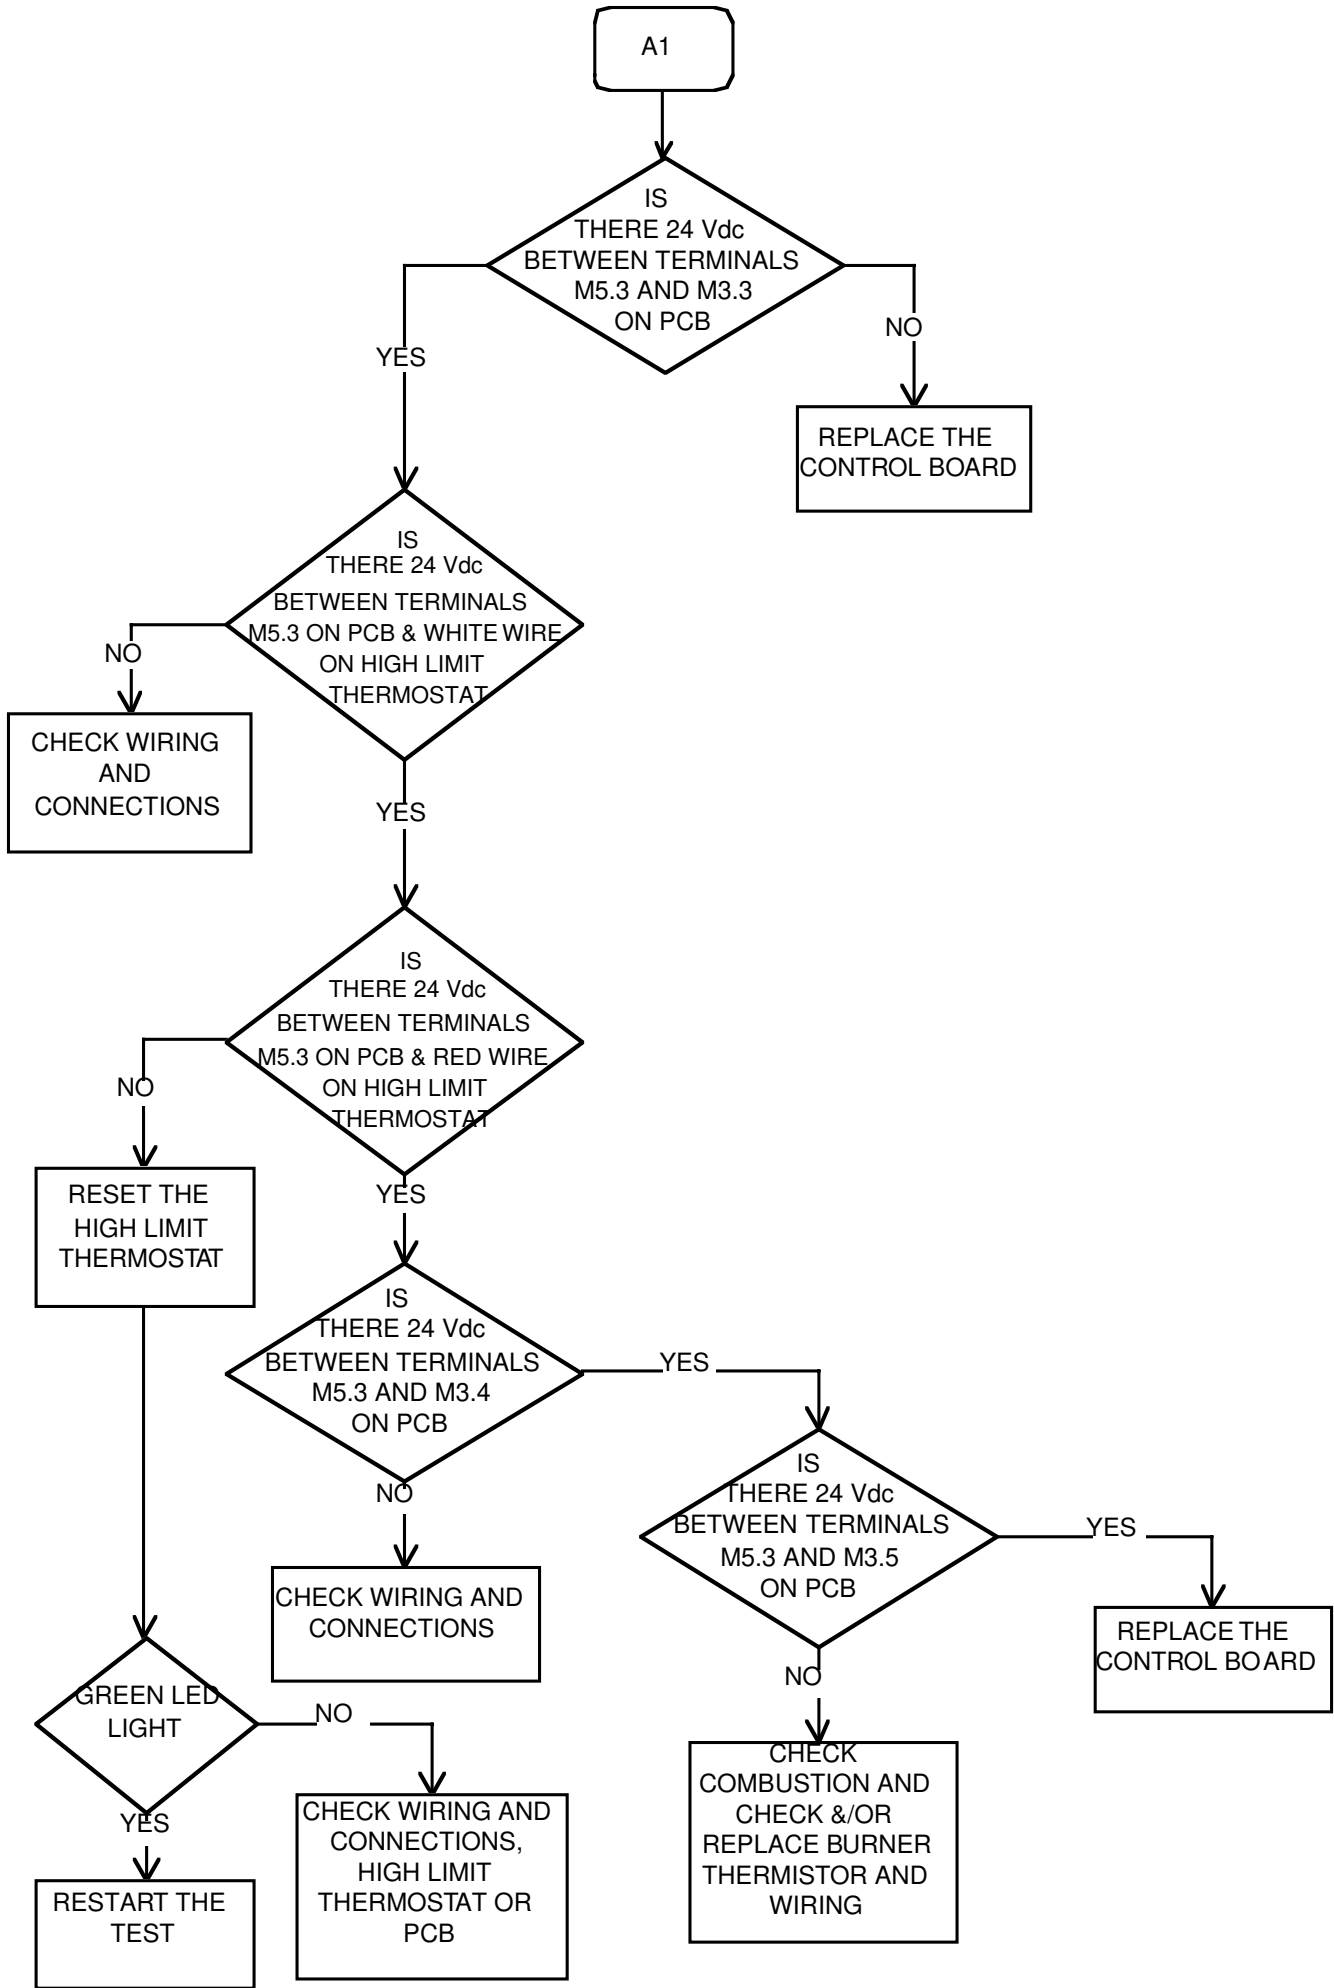 A1
IS
THERE 24 Vdc
BETWEEN TERMINALS
M5.3 AND M3.3
ON PCB
YES
NO
REPLACE THE
CONTROL BOARD
IS
THERE 24 Vdc
BETWEEN TERMINALS
M5.3 ON PCB & WHITE WIRE
ON HIGH LIMIT
THERMOSTAT
NO
CHECK WIRING
AND
CONNECTIONS
YES
IS
THERE 24 Vdc
BETWEEN TERMINALS
M5.3 ON PCB & RED WIRE
ON HIGH LIMIT
THERMOSTAT
NO
RESET THE
HIGH LIMIT
THERMOSTAT
YES
IS
THERE 24 Vdc
BETWEEN TERMINALS
M5.3 AND M3.4
ON PCB
YES
NO
CHECK WIRING AND
CONNECTIONS
IS
THERE 24 Vdc
BETWEEN TERMINALS
M5.3 AND M3.5
ON PCB
YES
REPLACE THE
CONTROL BOARD
NO
CHECK
COMBUSTION AND
CHECK &/OR
REPLACE BURNER
THERMISTOR AND
WIRING
GREEN LED
LIGHT
NO
CHECK WIRING AND
CONNECTIONS,
HIGH LIMIT
THERMOSTAT OR
PCB
YES
RESTART THE
TEST